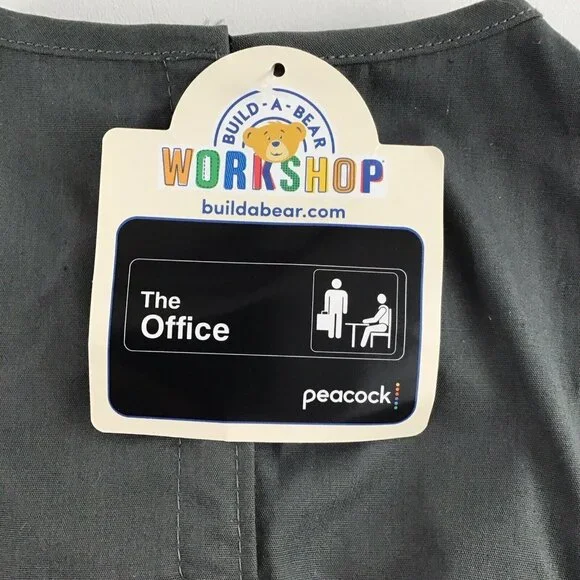 BUILD-A-BEAR
WORKSHOP
buildabear.com
The
Office
peacock